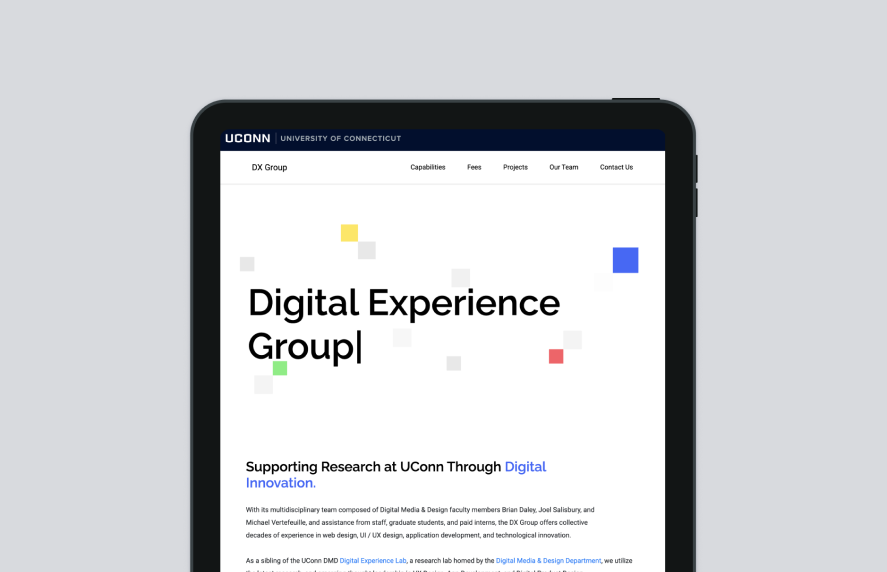 UCONN UNIVERSITY OF CONNECTICUT
DX Group Capabilities Fees Projects Our Team Contact Us
Digital Experience
Group|
Supporting Research at UConn Through Digital
Innovation.
With its multidisciplinary team composed of Digital Media & Design faculty members Brian Daley, Joel Salisbury, and
Michael Vertefeuille, and assistance from staff, graduate students, and paid interns, the DX Group offers collective
decades of experience in web design, UI / UX design, application development, and technological innovation.
As a sibling of the UConn DMD Digital Experience Lab, a research lab homed by the Digital Media & Design Department, we utilize